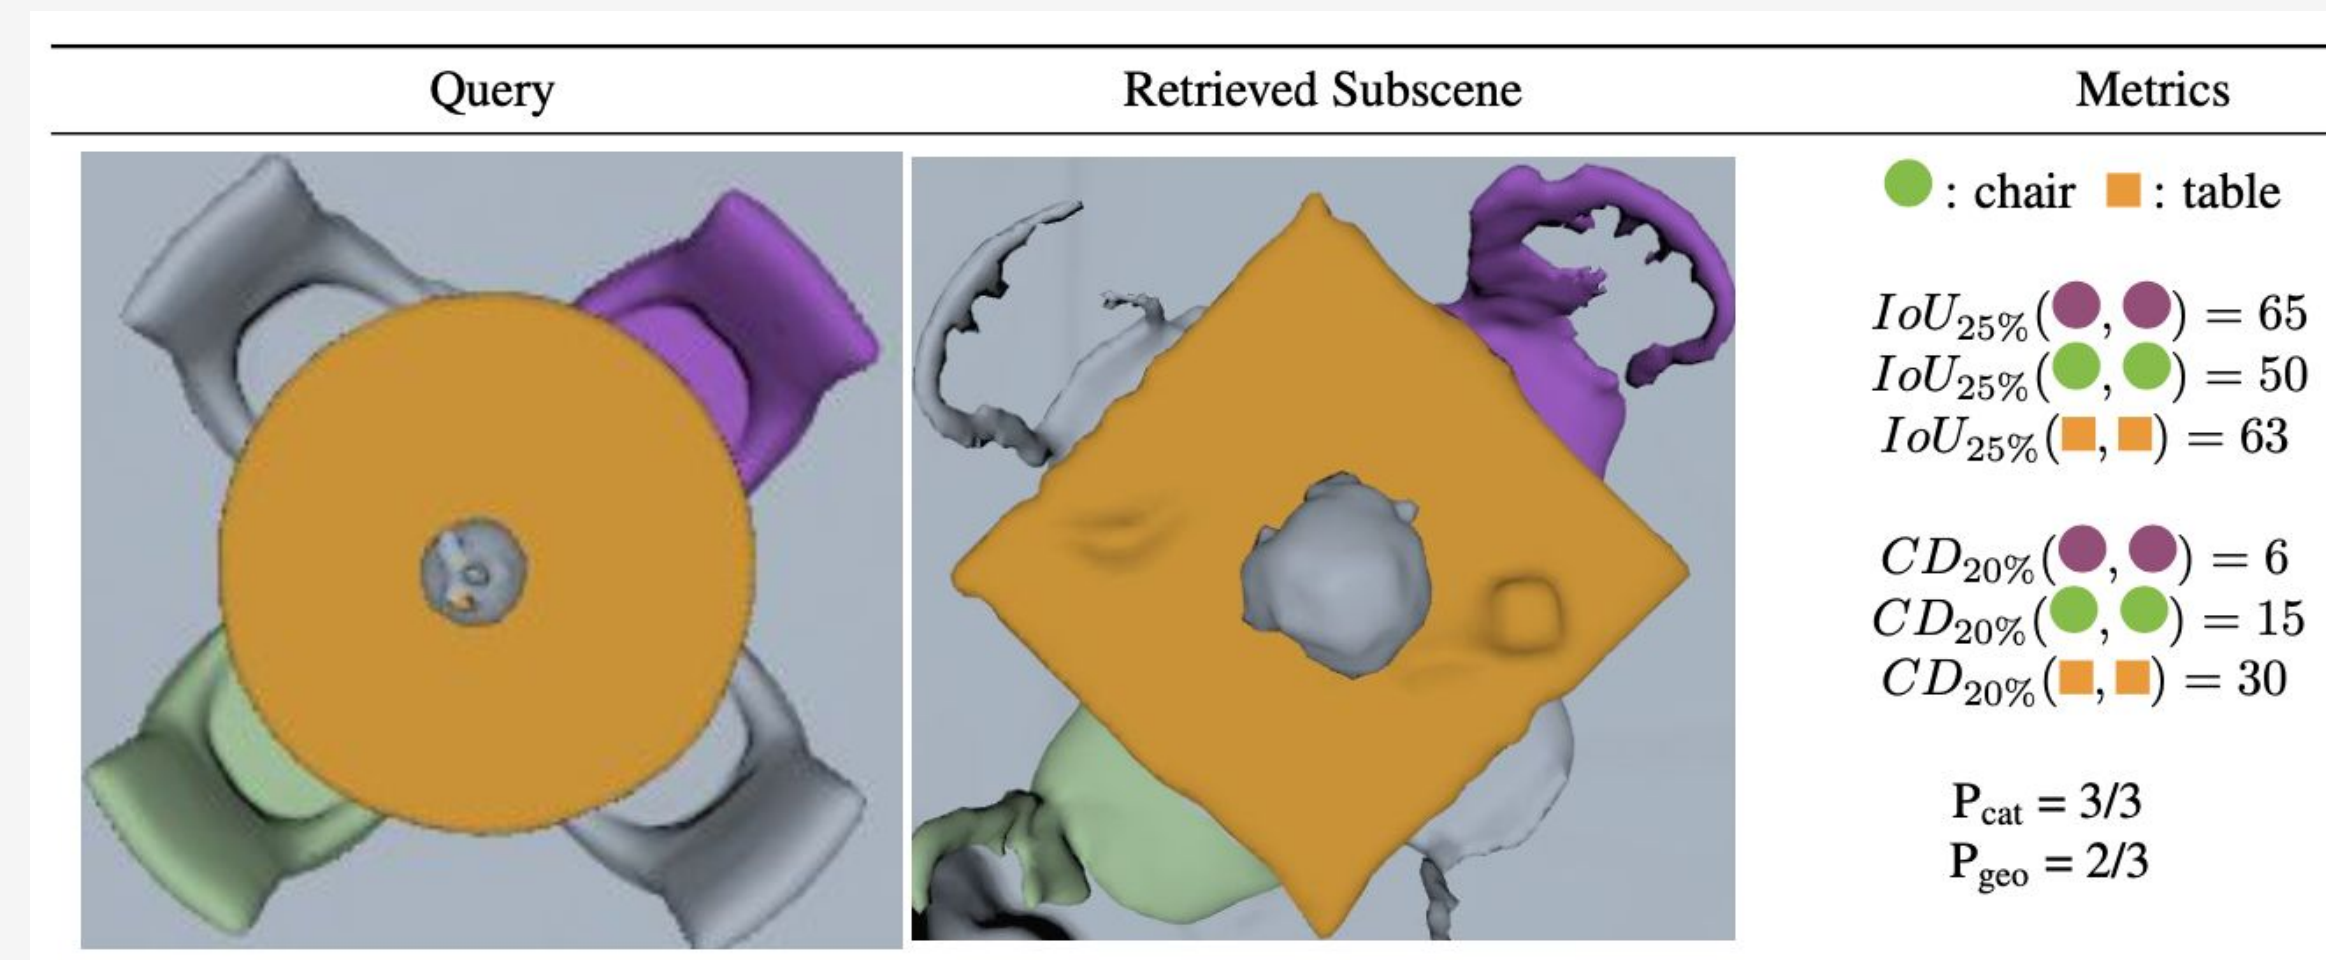 Query Retrieved Subscene Metrics
: chair : table
IoU25%( , ) = 65
IoU25%( , ) = 50
IoU25%( , ) = 63
CD20%( , ) = 6
CD20%( , ) = 15
CD20%( , ) = 30
Pcat = 3/3
Pgeo = 2/3